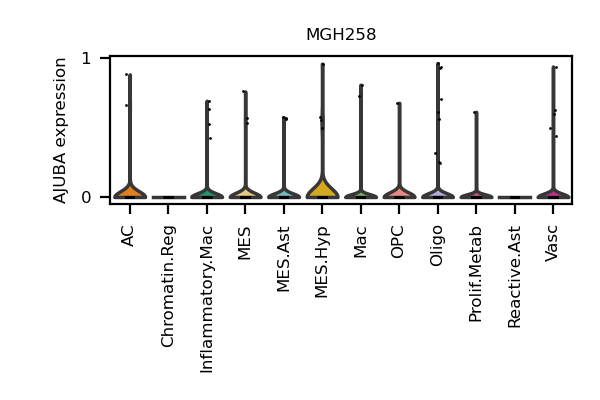 MGH258
AJUBA expression
1
0
AC
Chromatin.Reg
Inflammatory.Mac
MES
MES.Ast
MES.Hyp
Mac
OPC
Oligo
Prolif.Metab
Reactive.Ast
Vasc